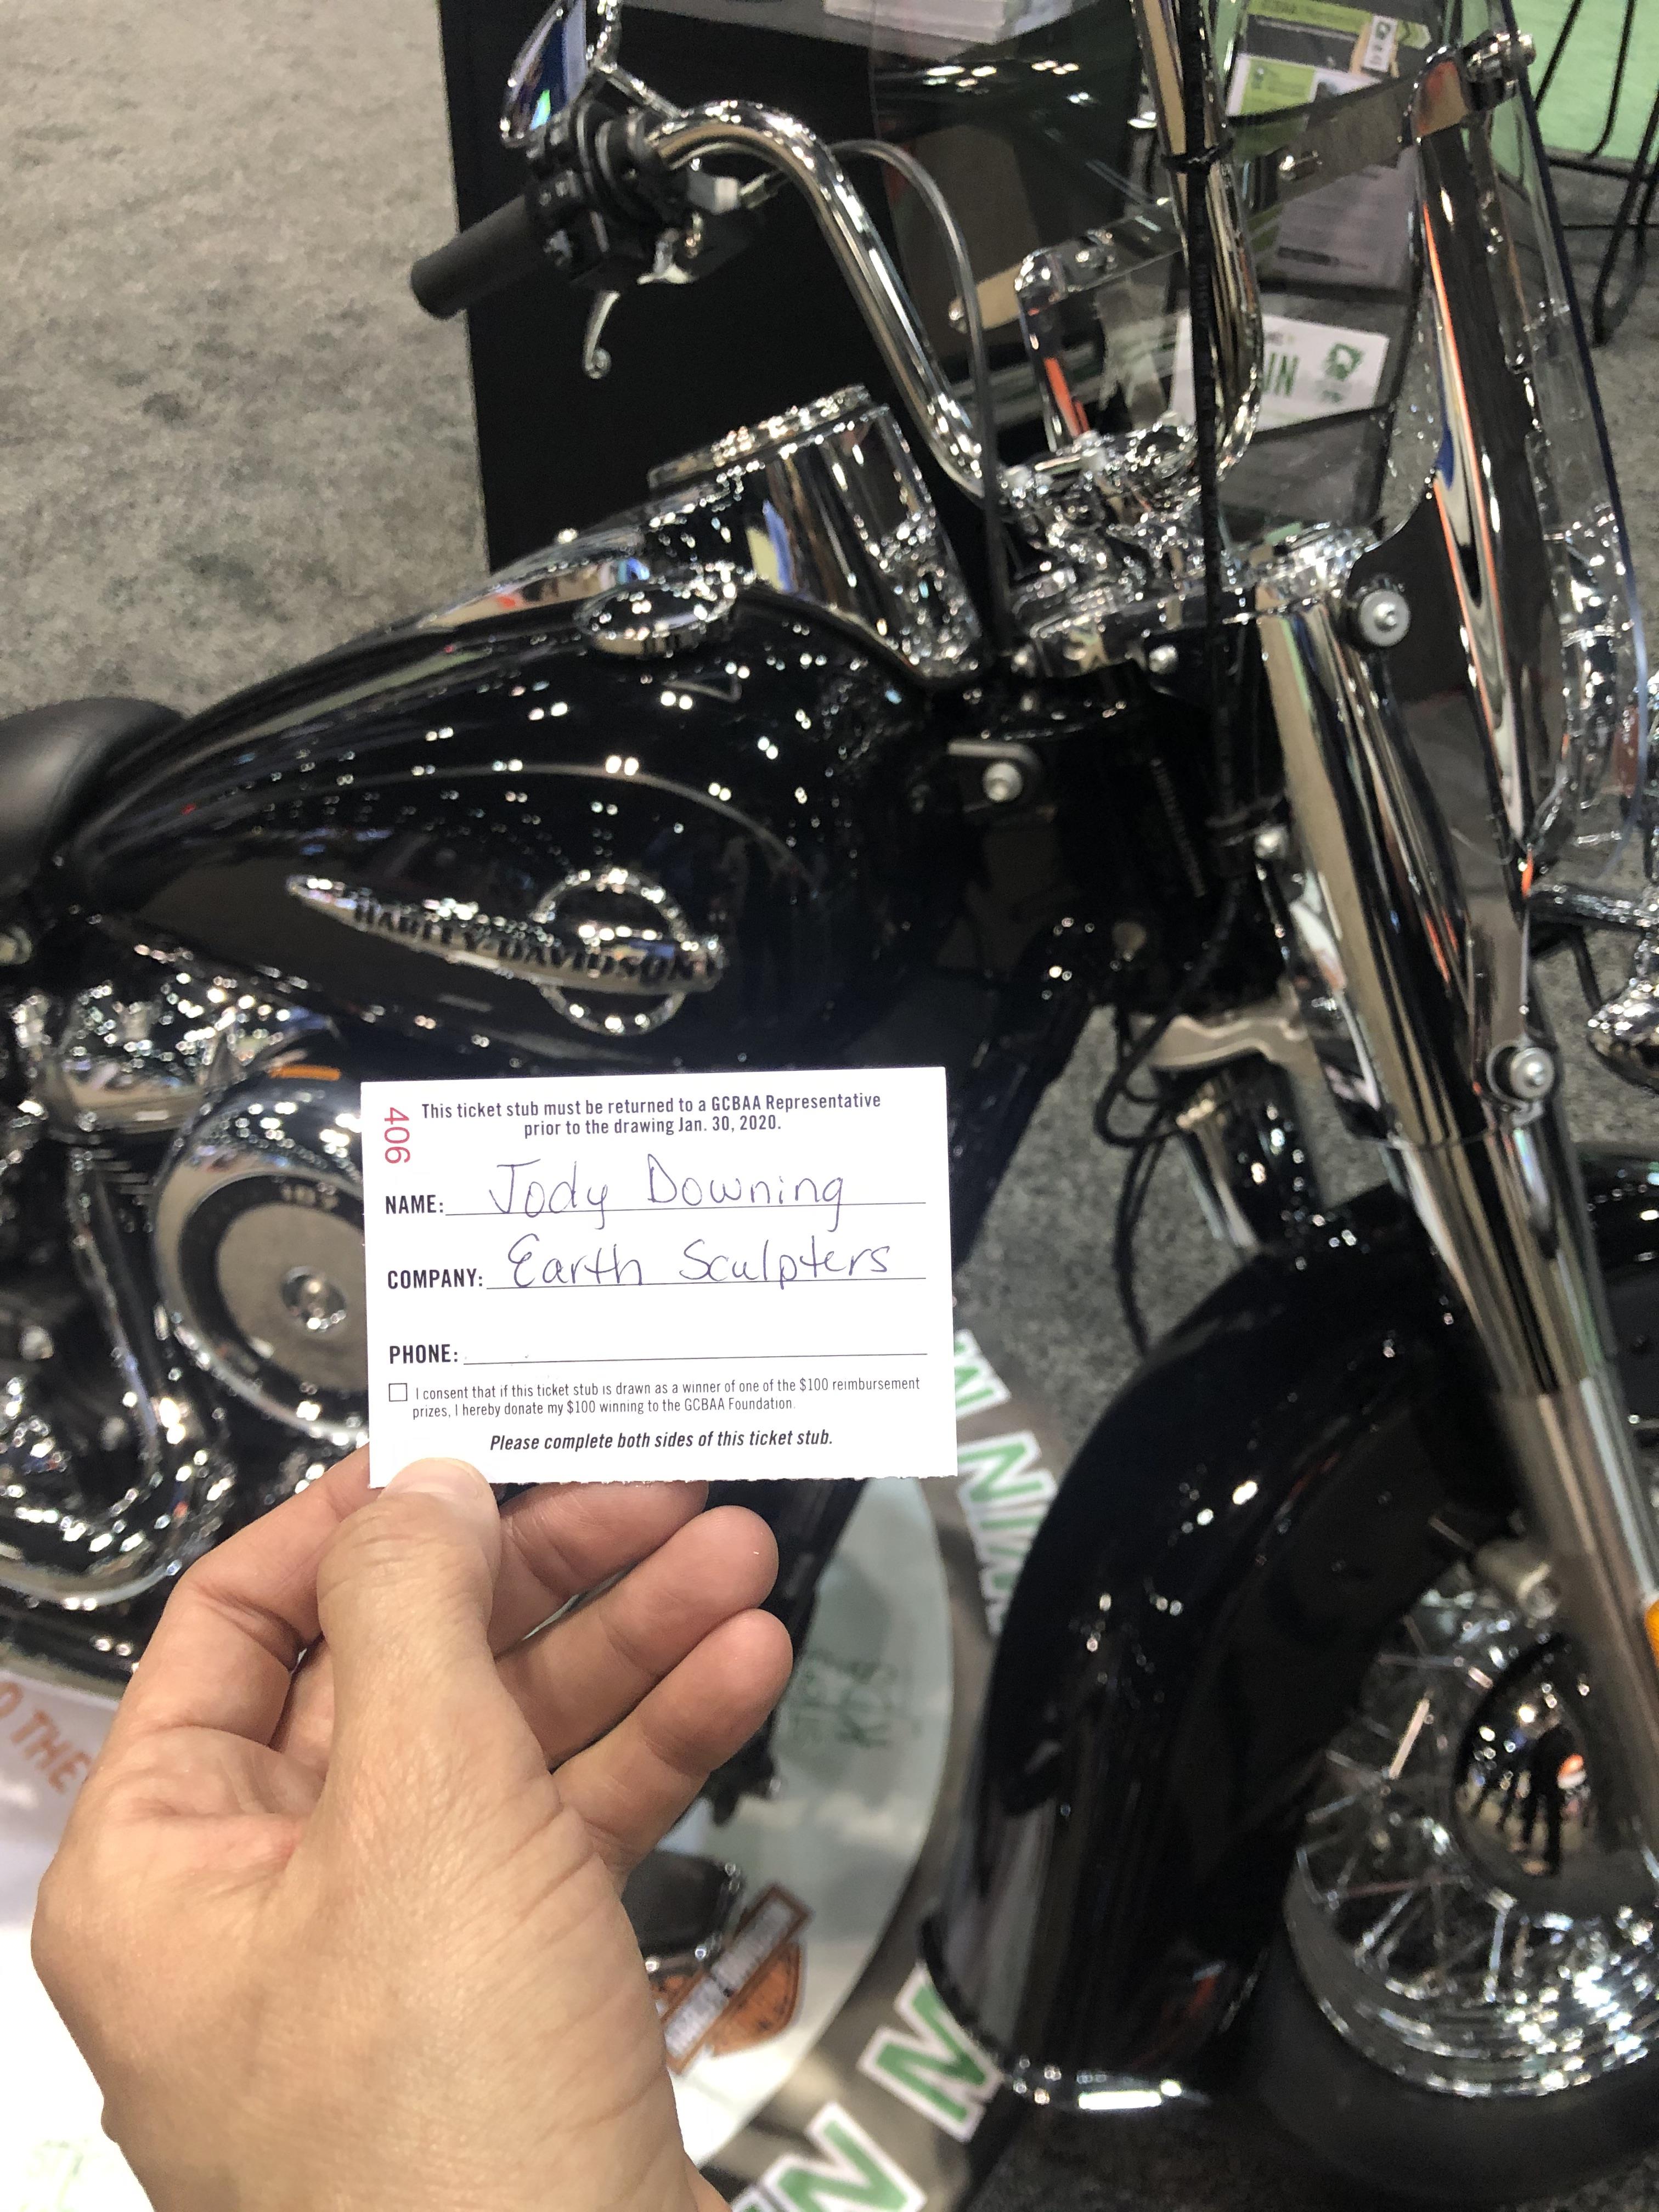 HARLEY-DAVIDSON
406
This ticket stub must be returned to a GCBAA Representative
prior to the drawing Jan. 30, 2020.
NAME: Jody Downing
COMPANY: Earth Sculpters
PHONE:
I consent that if this ticket stub is drawn as a winner of one of the $100 reimbursement
prizes, I hereby donate my $100 winning to the GCBAA Foundation.
Please complete both sides of this ticket stub.
O THE
WIN
WIN